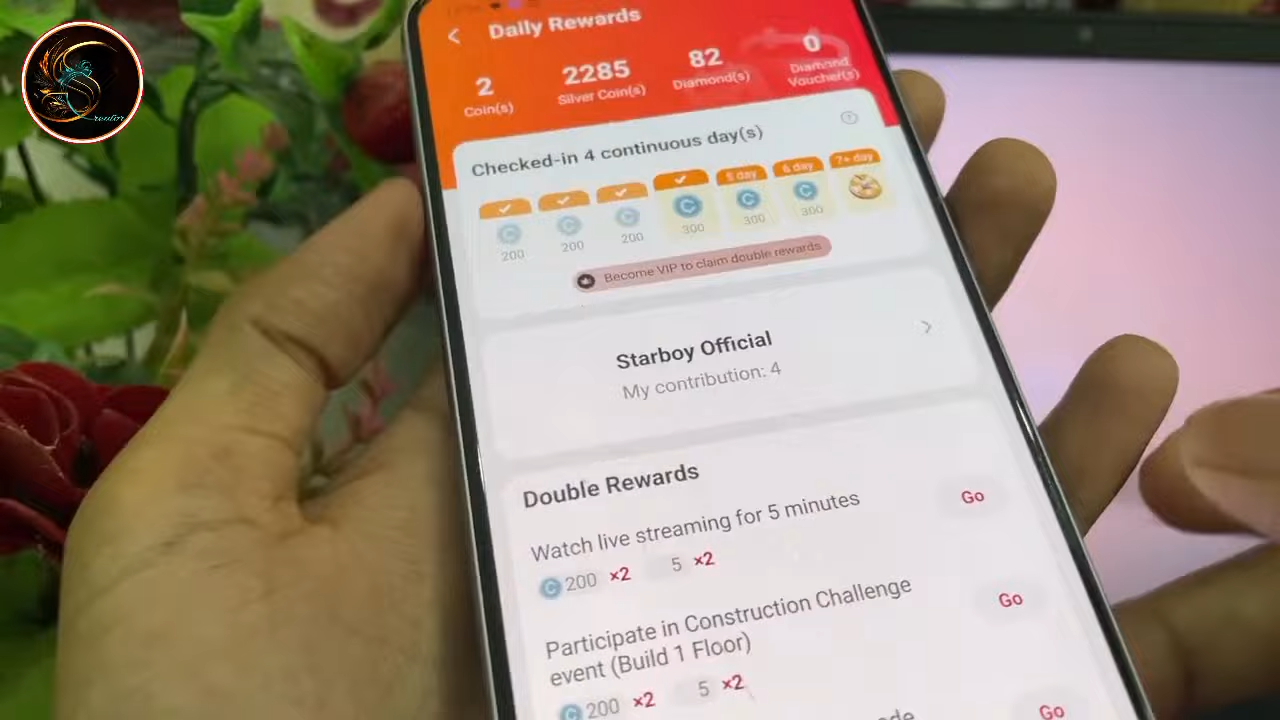 Creator
Daily Rewards
2 2285 82 0
Coin(s) Silver Coin(s) Diamond(s) Diamond
Voucher(s)
Checked-in 4 continuous day(s)
5 day 6 day 7+ day
C C C C C C
200 200 200 300 300 300
Become VIP to claim double rewards
Starboy Official
My contribution: 4
Double Rewards
Watch live streaming for 5 minutes Go
C 200 ×2 5 ×2
Participate in Construction Challenge
event (Build 1 Floor) Go
C 200 ×2 5 ×2
Go